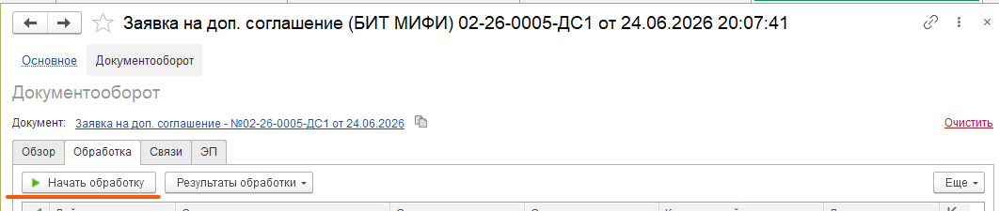 Заявка на доп. соглашение (БИТ МИФИ) 02-26-0005-ДС1 от 24.06.2026 20:07:41
Основное Документооборот
Документооборот
Документ: Заявка на доп. соглашение - №02-26-0005-ДС1 от 24.06.2026 Очистить
Обзор Обработка Связи ЭП
Начать обработку Результаты обработки Еще